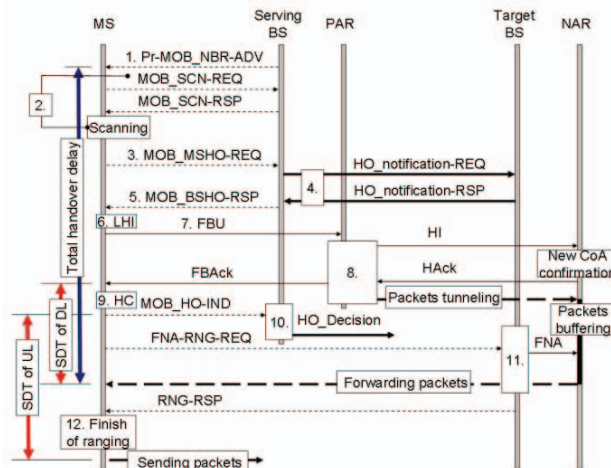 MS
Serving
BS
PAR
Target
BS
NAR
1. Pr-MOB_NBR-ADV
MOB_SCN-REQ
2.
MOB_SCN-RSP
Scanning
Total handover delay
3. MOB_MSHO-REQ
HO_notification-REQ
4.
HO_notification-RSP
5. MOB_BSHO-RSP
6. LHI
7. FBU
HI
8.
New CoA
confirmation
FBAck
HAck
9. HC
MOB_HO-IND
Packets tunneling
SDT of DL
SDT of UL
10.
HO_Decision
Packets
buffering
FNA-RNG-REQ
11.
FNA
Forwarding packets
RNG-RSP
12. Finish
of ranging
Sending packets